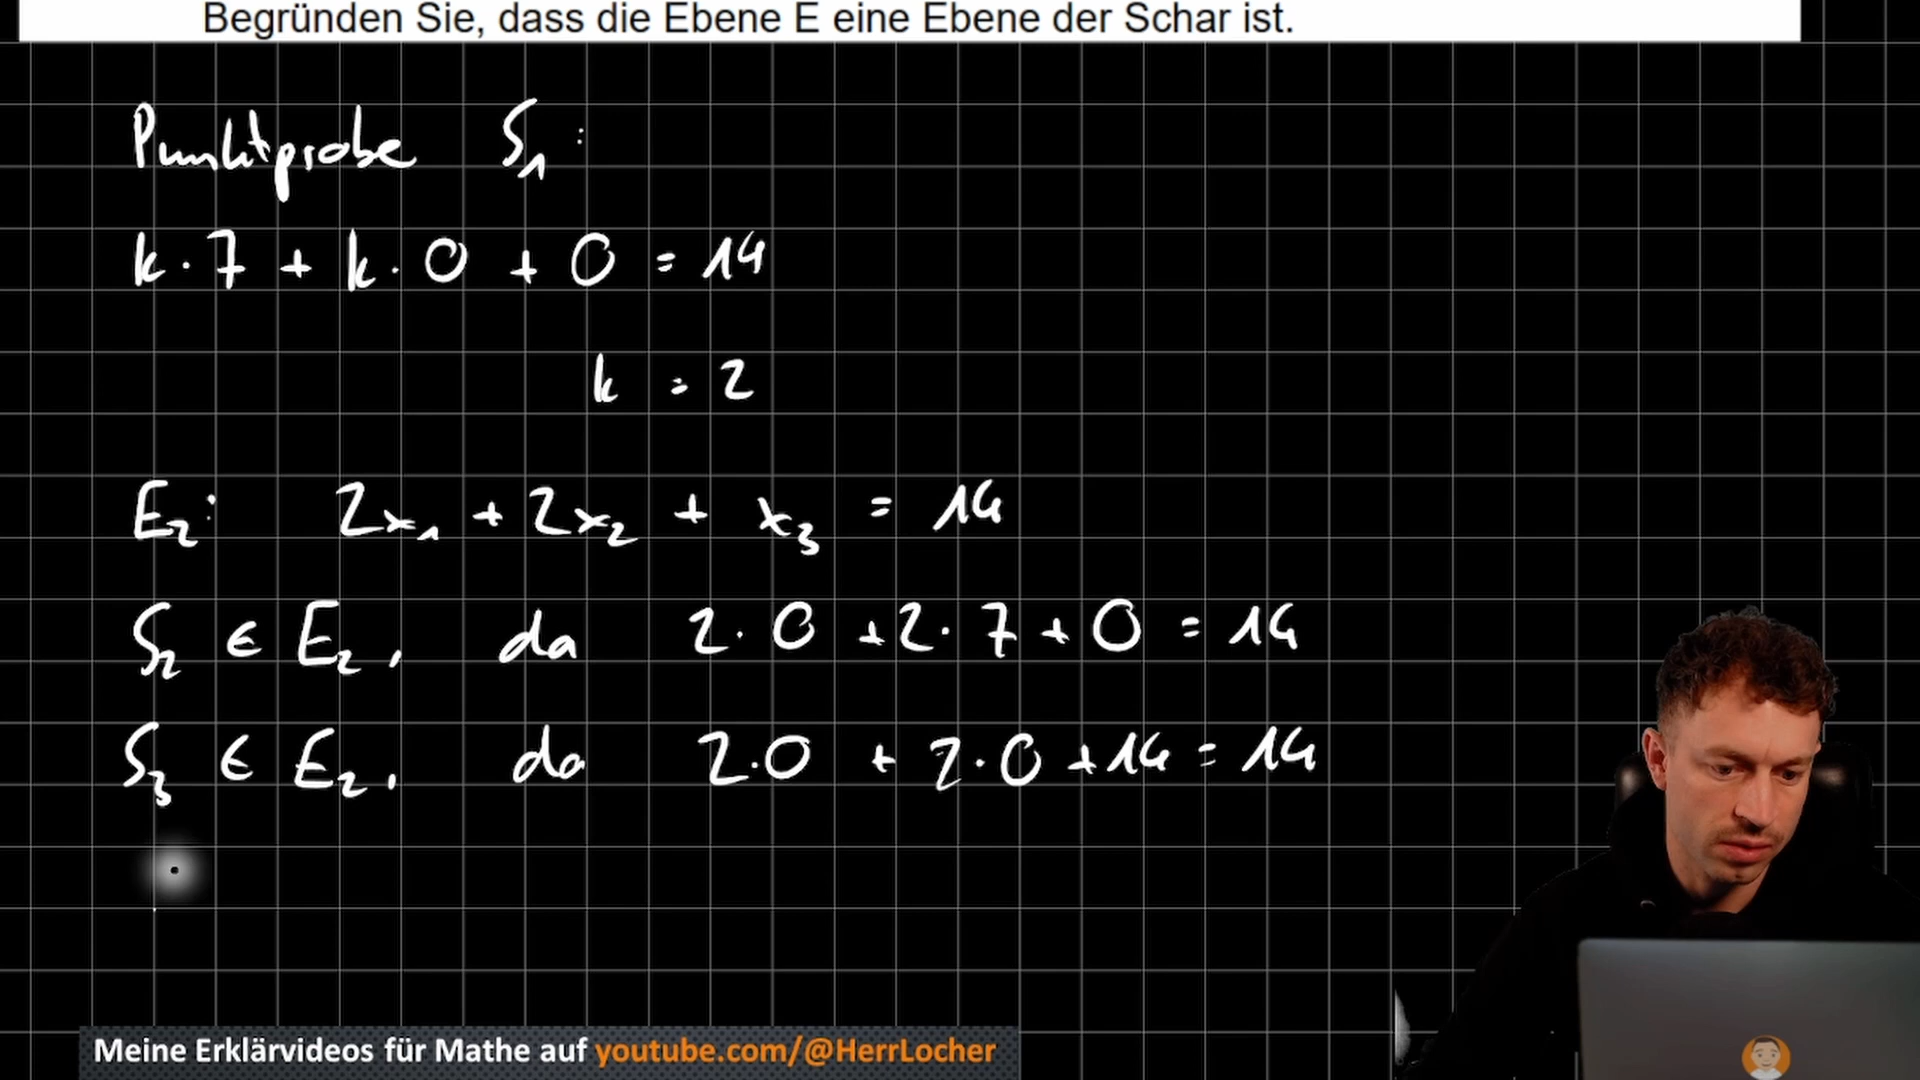 Begründen Sie, dass die Ebene E eine Ebene der Schar ist.
Punktprobe S₁:
k · 7 + k · 0 + 0 = 14
k = 2
E₂: 2x₁ + 2x₂ + x₃ = 14
S₂ ∈ E₂, da 2 · 0 + 2 · 7 + 0 = 14
S₃ ∈ E₂, da 2 · 0 + 2 · 0 + 14 = 14
Meine Erklärvideos für Mathe auf youtube.com/@HerrLocher